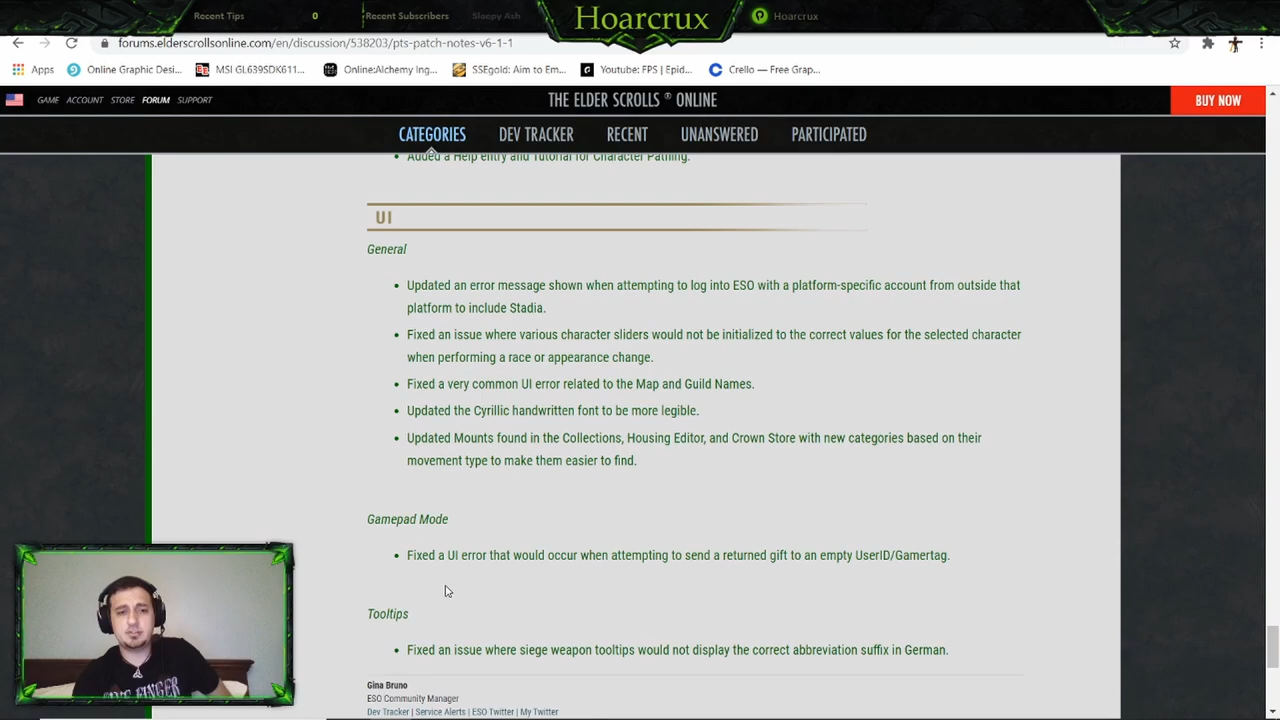 Recent Tips 0 Recent Subscribers Sleepy Ash Hoarcrux Hoarcrux
forums.elderscrollsonline.com/en/discussion/538203/pts-patch-notes-v6-1-1
Apps Online Graphic Desi... MSI GL639SDK611... Online:Alchemy Ing... SSEgold: Aim to Em... Youtube: FPS | Epid... Crello — Free Grap...
GAME ACCOUNT STORE FORUM SUPPORT THE ELDER SCROLLS ® ONLINE BUY NOW
CATEGORIES DEV TRACKER RECENT UNANSWERED PARTICIPATED
• Added a Help entry and Tutorial for Character Pathing.
UI
General
• Updated an error message shown when attempting to log into ESO with a platform-specific account from outside that
platform to include Stadia.
• Fixed an issue where various character sliders would not be initialized to the correct values for the selected character
when performing a race or appearance change.
• Fixed a very common UI error related to the Map and Guild Names.
• Updated the Cyrillic handwritten font to be more legible.
• Updated Mounts found in the Collections, Housing Editor, and Crown Store with new categories based on their
movement type to make them easier to find.
Gamepad Mode
• Fixed a UI error that would occur when attempting to send a returned gift to an empty UserID/Gamertag.
Tooltips
• Fixed an issue where siege weapon tooltips would not display the correct abbreviation suffix in German.
Gina Bruno
ESO Community Manager
Dev Tracker | Service Alerts | ESO Twitter | My Twitter